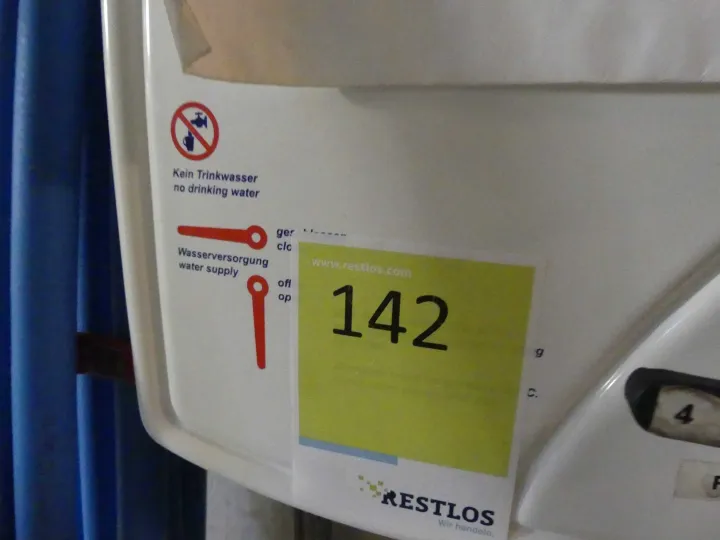 Kein Trinkwasser
no drinking water
Wasserversorgung
water supply
www.restlos.com
142
g
C.
4
RESTLOS
Wir handeln.